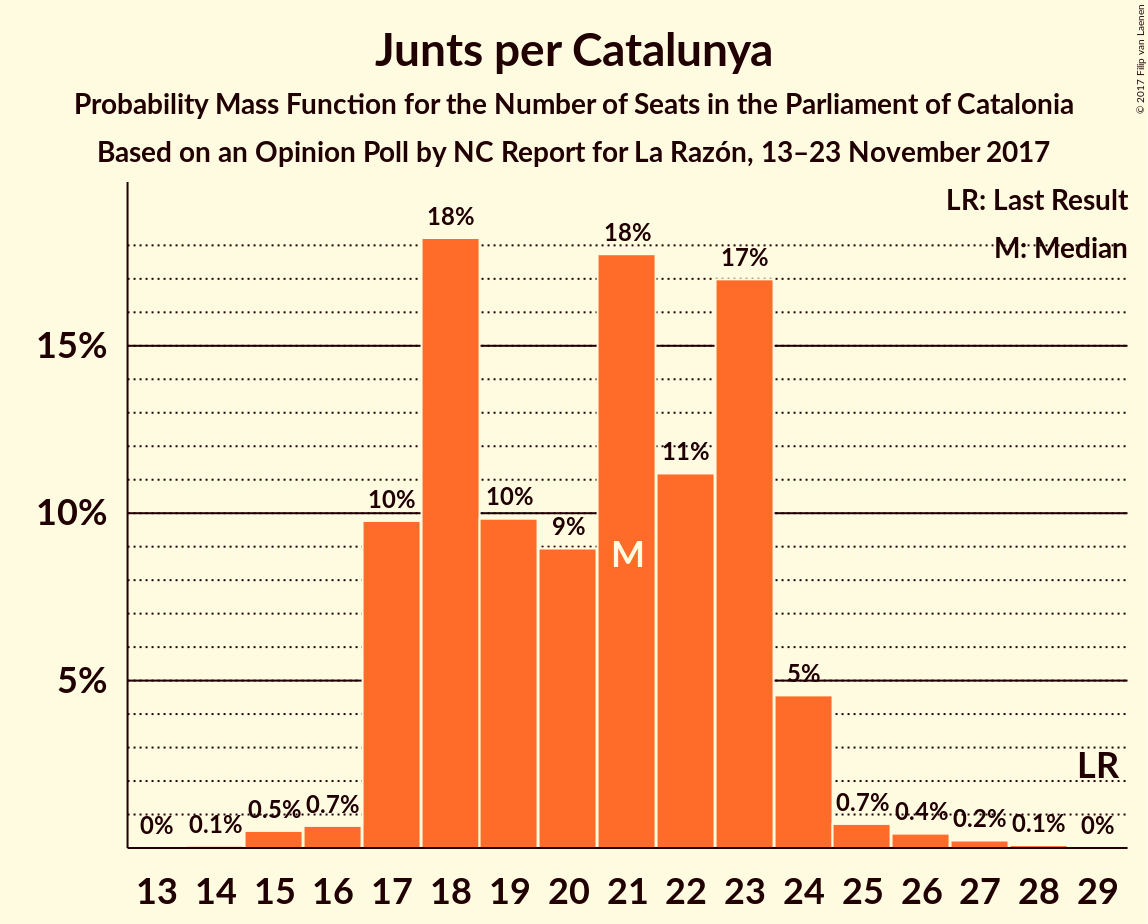 Junts per Catalunya
Probability Mass Function for the Number of Seats in the Parliament of Catalonia
Based on an Opinion Poll by NC Report for La Razón, 13–23 November 2017
© 2017 Filip van Laenen
LR: Last Result
M: Median
15%
10%
5%
0% 0.1% 0.5% 0.7% 10% 18% 10% 9% 18% 11% 17% 5% 0.7% 0.4% 0.2% 0.1% 0%
M
LR
13 14 15 16 17 18 19 20 21 22 23 24 25 26 27 28 29